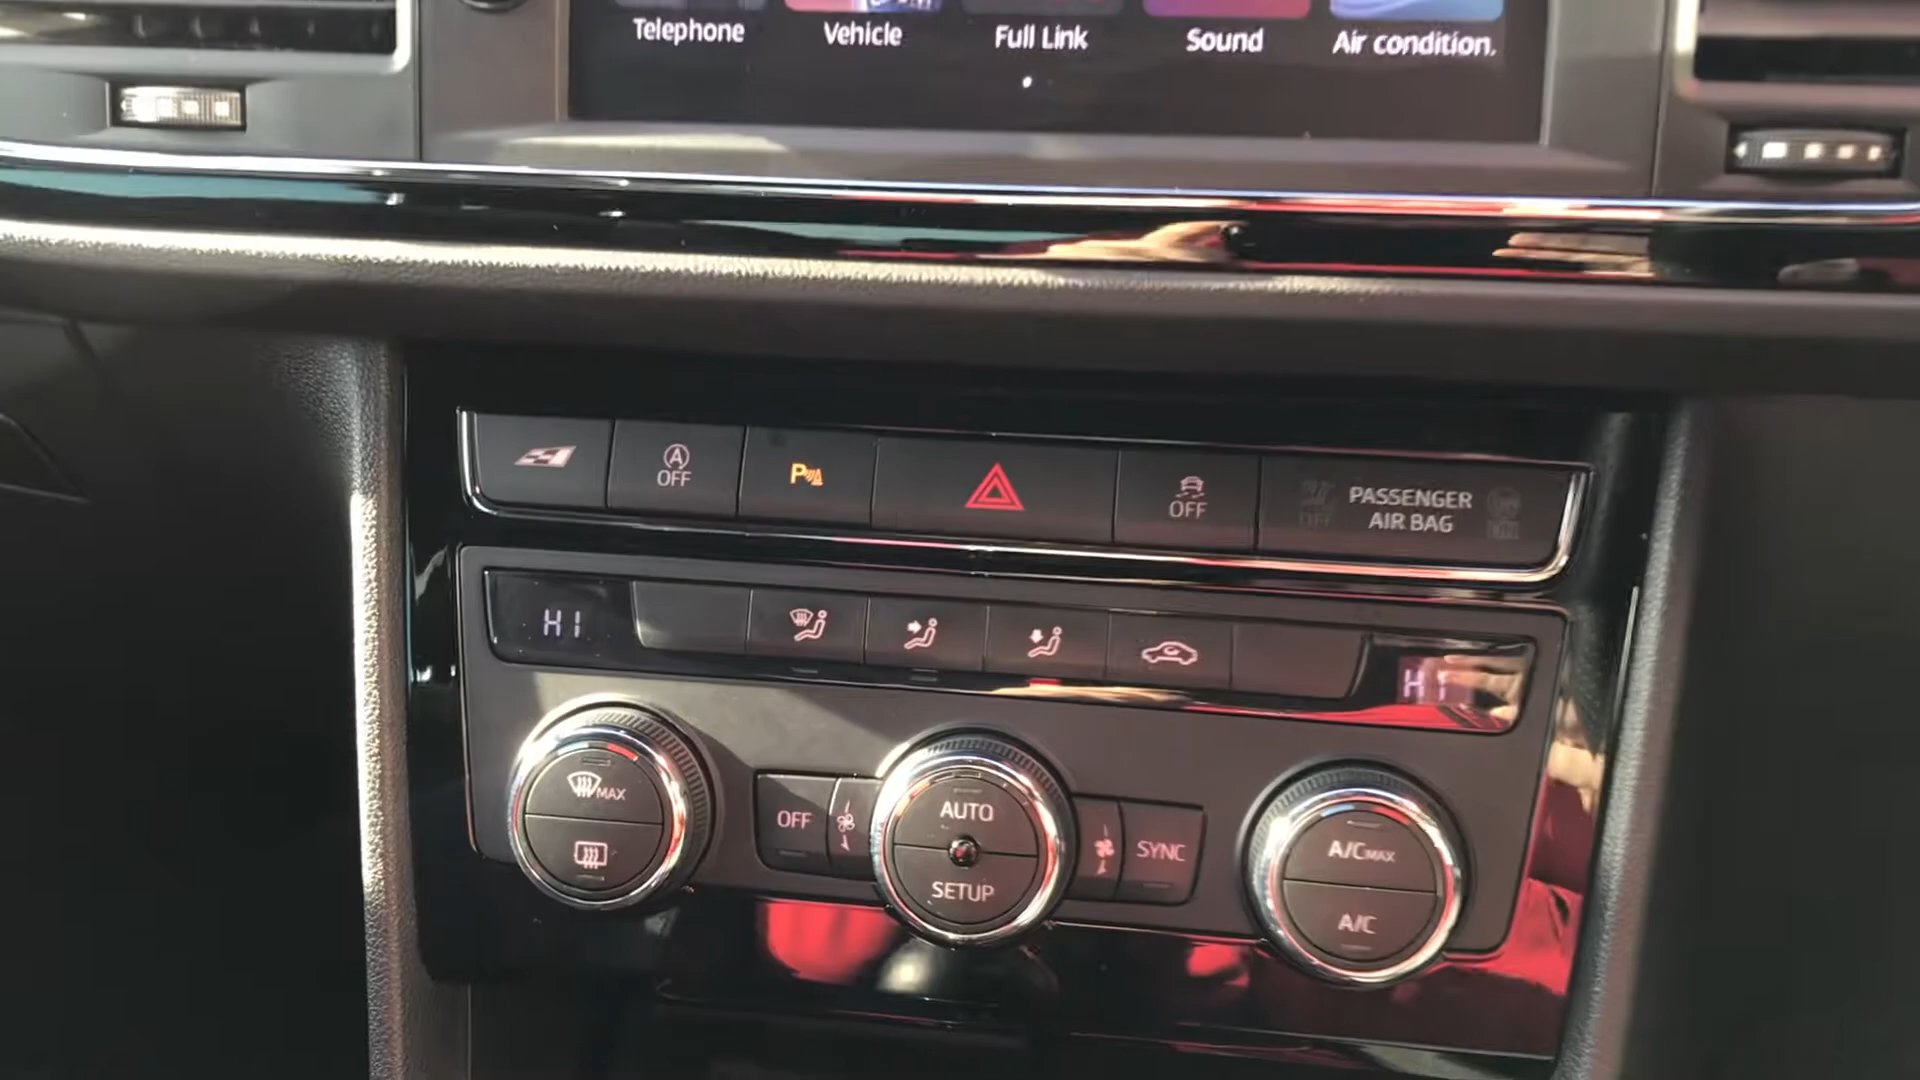 Telephone
Vehicle
Full Link
Sound
Air condition.
A
OFF
P
OFF
PASSENGER
AIR BAG
HI
HI
MAX
OFF
AUTO
SETUP
SYNC
A/C MAX
A/C